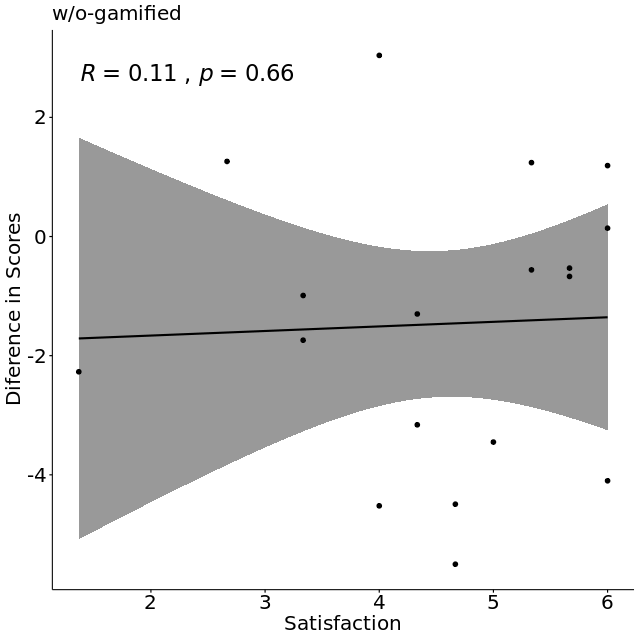 w/o-gamified
R = 0.11 , p = 0.66
2
0
-2
-4
Diference in Scores
2 3 4 5 6
Satisfaction